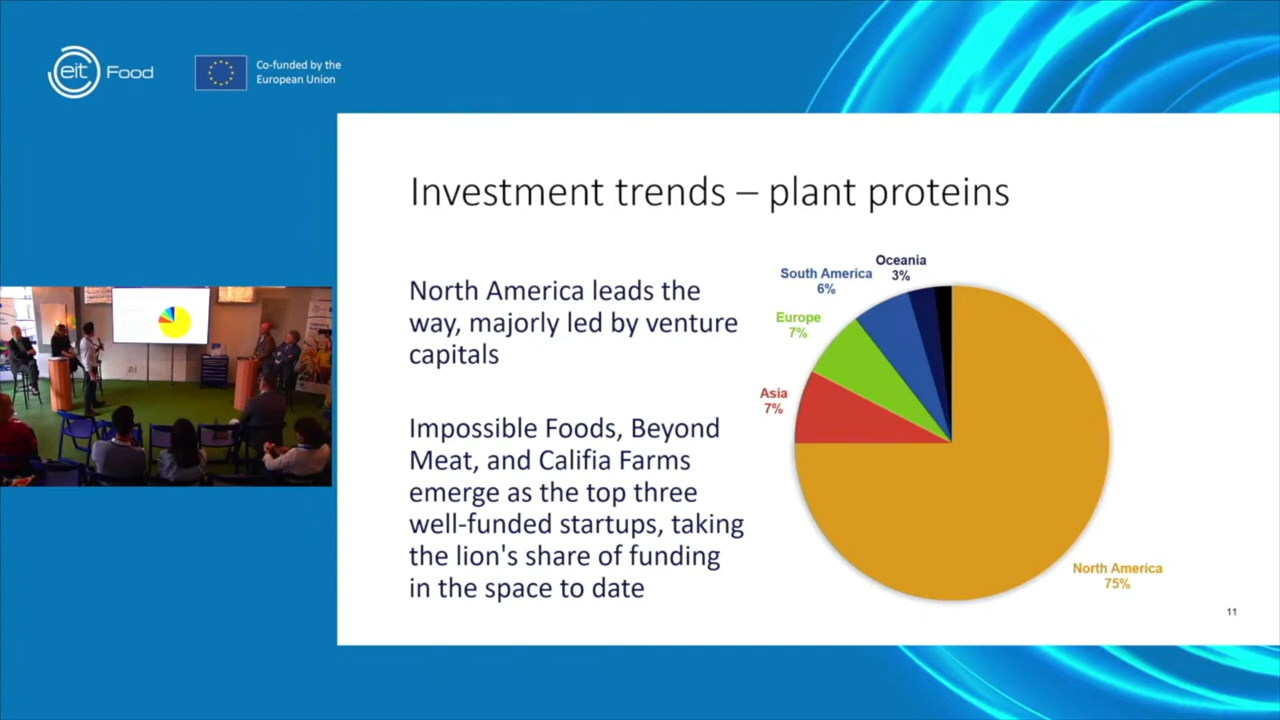 eit Food
Co-funded by the
European Union
Investment trends – plant proteins
North America leads the
way, majorly led by venture
capitals
Impossible Foods, Beyond
Meat, and Califia Farms
emerge as the top three
well-funded startups, taking
the lion's share of funding
in the space to date
Oceania
3%
South America
6%
Europe
7%
Asia
7%
North America
75%
11